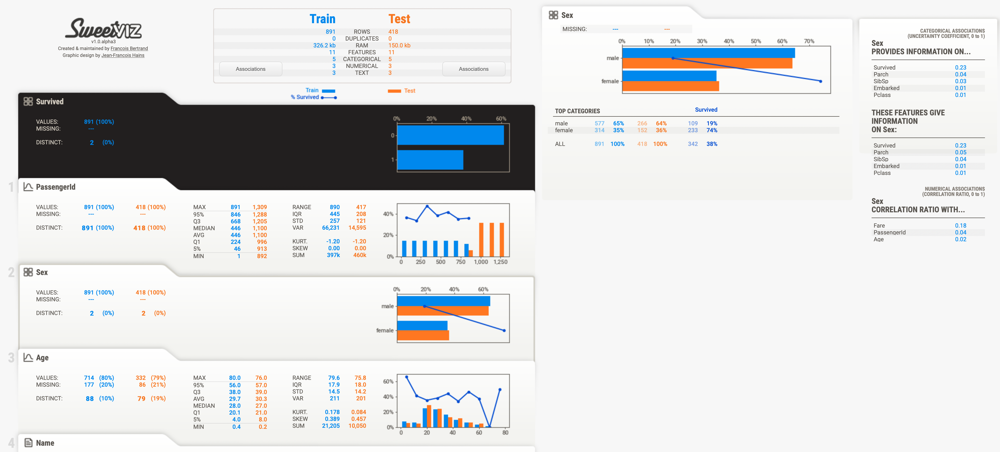 SweetVIZ
v1.0.alpha3
Created & maintained by Francois Bertrand
Graphic design by Jean-Francois Hains
Train Test
891 ROWS 418
0 DUPLICATES 0
326.2 kb RAM 150.0 kb
11 FEATURES 11
5 CATEGORICAL 5
3 NUMERICAL 3
3 TEXT 3
Associations
Associations
Train
% Survived
Test
Survived
VALUES: 891 (100%)
MISSING: ---
DISTINCT: 2 (0%)
0% 20% 40% 60%
0
1
1
PassengerId
VALUES: 891 (100%) 418 (100%)
MISSING: --- ---
DISTINCT: 891 (100%) 418 (100%)
MAX 891 1,309
95% 846 1,288
Q3 668 1,205
MEDIAN 446 1,100
AVG 446 1,100
Q1 224 996
5% 46 913
MIN 1 892
RANGE 890 417
IQR 445 208
STD 257 121
VAR 66,231 14,595
KURT. -1.20 -1.20
SKEW 0.00 0.00
SUM 397k 460k
40%
20%
0%
0 250 500 750 1,000 1,250
2
Sex
VALUES: 891 (100%) 418 (100%)
MISSING: --- ---
DISTINCT: 2 (0%) 2 (0%)
0% 20% 40% 60%
male
female
3
Age
VALUES: 714 (80%) 332 (79%)
MISSING: 177 (20%) 86 (21%)
DISTINCT: 88 (10%) 79 (19%)
MAX 80.0 76.0
95% 56.0 57.0
Q3 38.0 39.0
AVG 29.7 30.3
MEDIAN 28.0 27.0
Q1 20.1 21.0
5% 4.0 8.0
MIN 0.4 0.2
RANGE 79.6 75.8
IQR 17.9 18.0
STD 14.5 14.2
VAR 211 201
KURT. 0.178 0.084
SKEW 0.389 0.457
SUM 21,205 10,050
60%
40%
20%
0%
0 20 40 60 80
4
Name
Sex
MISSING: --- ---
0% 10% 20% 30% 40% 50% 60% 70%
male
female
TOP CATEGORIES Survived
male 577 65% 266 64% 109 19%
female 314 35% 152 36% 233 74%
ALL 891 100% 418 100% 342 38%
CATEGORICAL ASSOCIATIONS
(UNCERTAINTY COEFFICIENT, 0 to 1)
Sex
PROVIDES INFORMATION ON...
Survived 0.23
Parch 0.04
SibSp 0.03
Embarked 0.01
Pclass 0.01
THESE FEATURES GIVE
INFORMATION
ON Sex:
Survived 0.23
Parch 0.05
SibSp 0.04
Embarked 0.01
Pclass 0.01
NUMERICAL ASSOCIATIONS
(CORRELATION RATIO, 0 to 1)
Sex
CORRELATION RATIO WITH...
Fare 0.18
PassengerId 0.04
Age 0.02